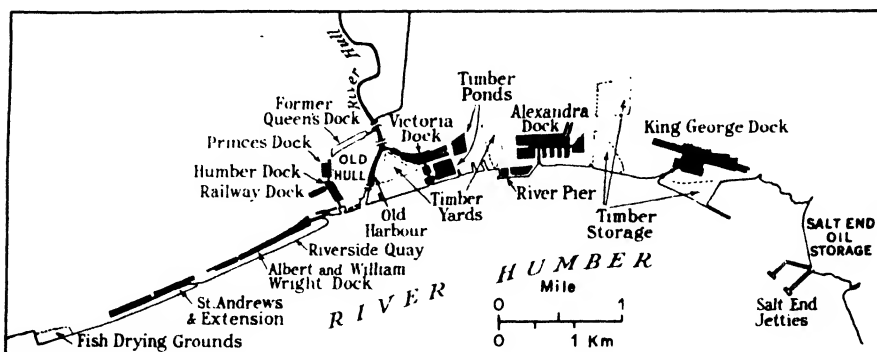 River Hull
Former
Queen's Dock
Princes Dock
Humber Dock
Railway Dock
OLD
HULL
Victoria
Dock
Timber
Ponds
Alexandra
Dock
King George Dock
Old
Harbour
Timber
Yards
River Pier
Timber
Storage
SALT END
OIL
STORAGE
Riverside Quay
Albert and William
Wright Dock
St. Andrews
& Extension
Fish Drying Grounds
RIVER HUMBER
Mile
0 1
0 1 Km
Salt End
Jetties